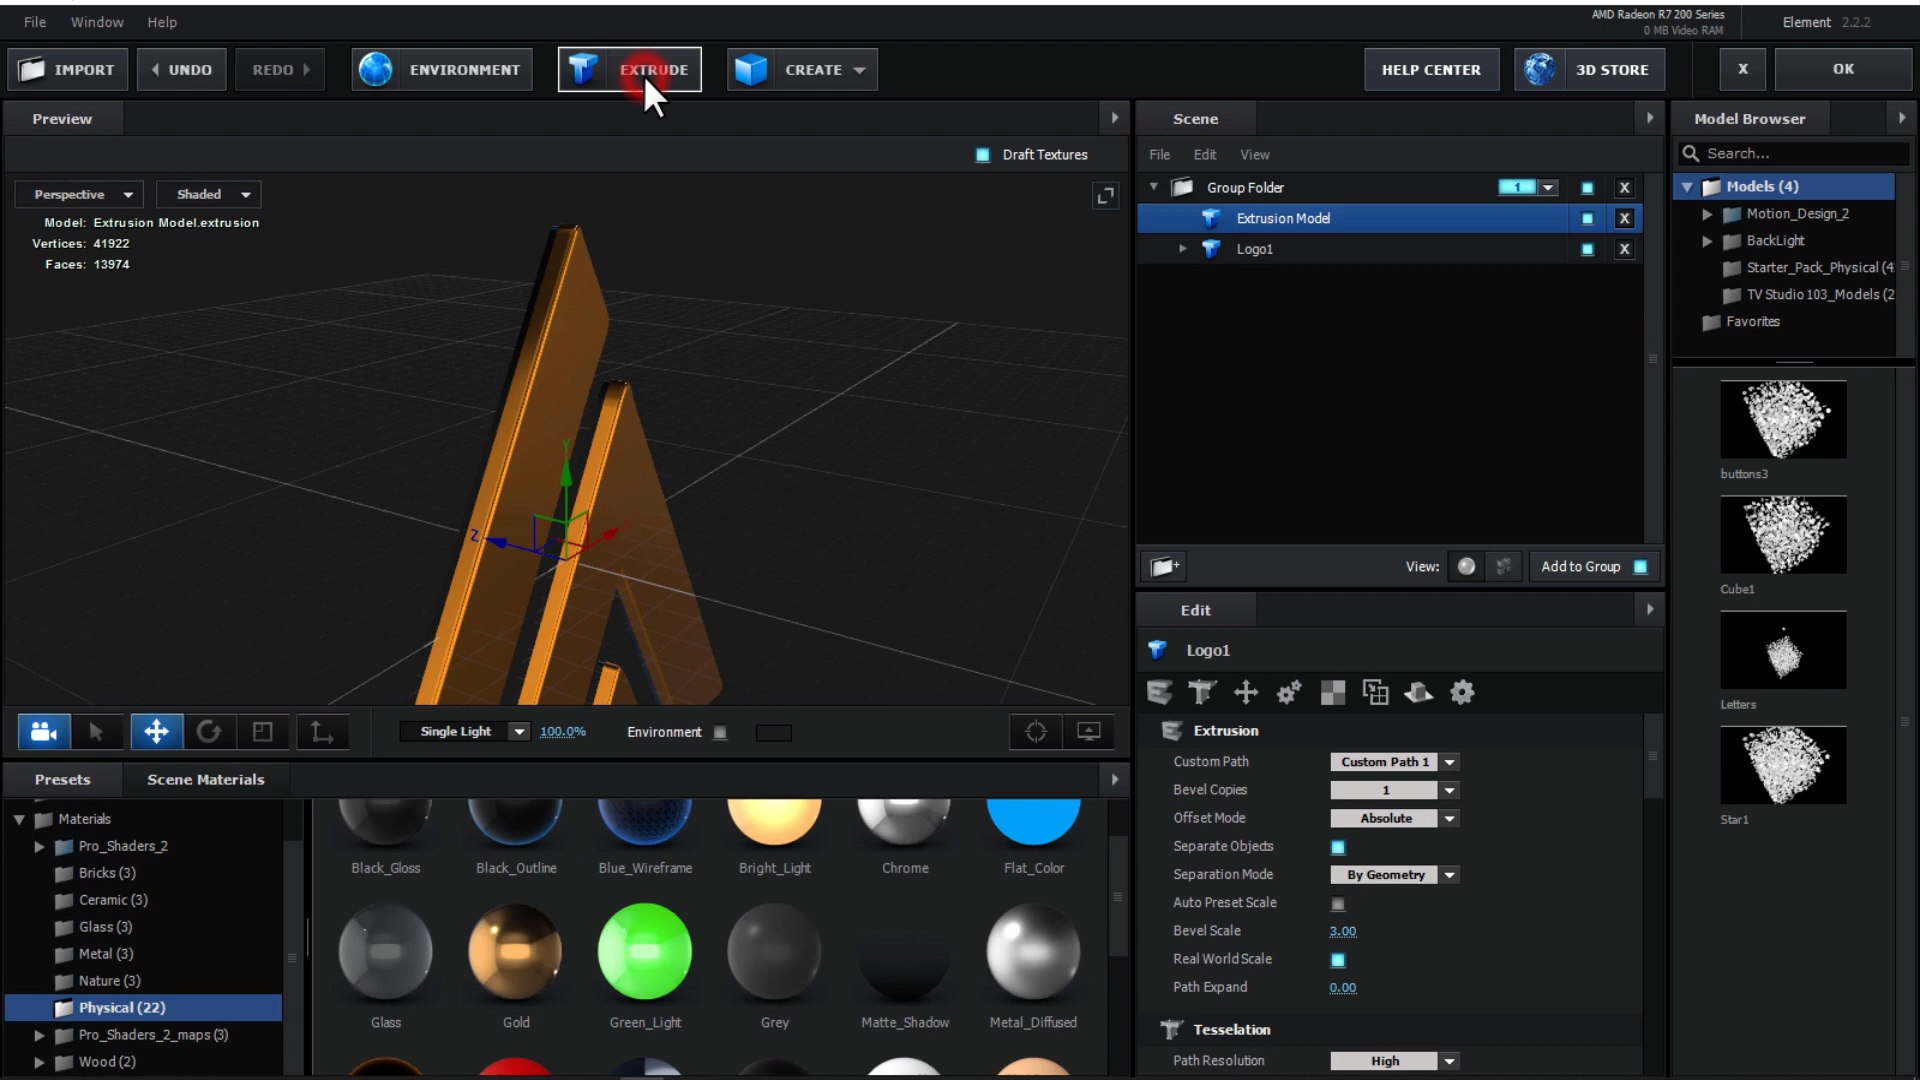 File Window Help
AMD Radeon R7 200 Series
0 MB Video RAM
Element 2.2.2
IMPORT UNDO REDO ENVIRONMENT EXTRUDE CREATE HELP CENTER 3D STORE X OK
Preview
Draft Textures
Perspective Shaded
Model: Extrusion Model.extrusion
Vertices: 41922
Faces: 13974
Y
Z
X
Single Light 100.0% Environment
Presets Scene Materials
Materials
Pro_Shaders_2
Bricks (3)
Ceramic (3)
Glass (3)
Metal (3)
Nature (3)
Physical (22)
Pro_Shaders_2_maps (3)
Wood (2)
Black_Gloss Black_Outline Blue_Wireframe Bright_Light Chrome Flat_Color
Glass Gold Green_Light Grey Matte_Shadow Metal_Diffused
Scene
File Edit View
Group Folder 1 X
Extrusion Model X
Logo1 X
View: Add to Group
Edit
Logo1
Extrusion
Custom Path Custom Path 1
Bevel Copies 1
Offset Mode Absolute
Separate Objects
Separation Mode By Geometry
Auto Preset Scale
Bevel Scale 3.00
Real World Scale
Path Expand 0.00
Tesselation
Path Resolution High
Model Browser
Search...
Models (4)
Motion_Design_2
BackLight
Starter_Pack_Physical (4
TV Studio 103_Models (2
Favorites
buttons3
Cube1
Letters
Star1